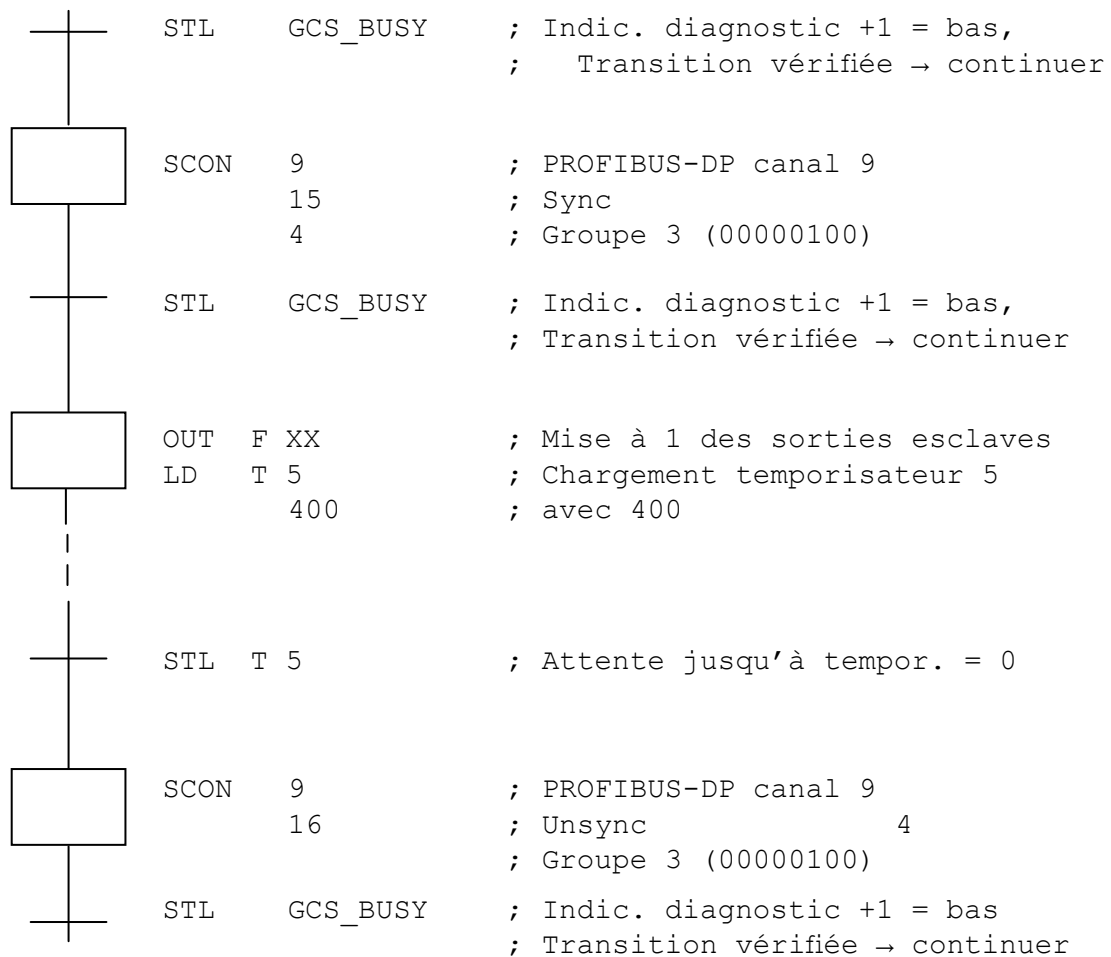 STL GCS_BUSY ; Indic. diagnostic +1 = bas,
; Transition vérifiée → continuer
SCON 9 ; PROFIBUS-DP canal 9
15 ; Sync
4 ; Groupe 3 (00000100)
STL GCS_BUSY ; Indic. diagnostic +1 = bas,
; Transition vérifiée → continuer
OUT F XX ; Mise à 1 des sorties esclaves
LD T 5 ; Chargement temporisateur 5
400 ; avec 400
STL T 5 ; Attente jusqu'à tempor. = 0
SCON 9 ; PROFIBUS-DP canal 9
16 ; Unsync 4
; Groupe 3 (00000100)
STL GCS_BUSY ; Indic. diagnostic +1 = bas
; Transition vérifiée → continuer